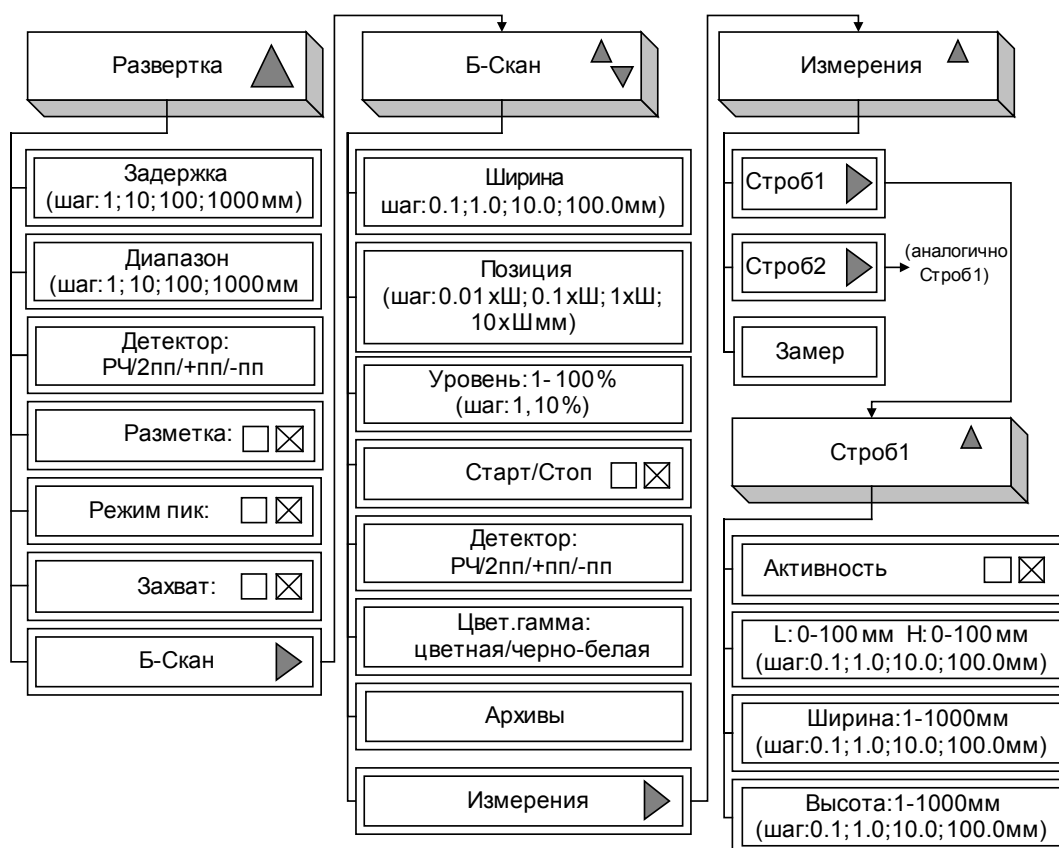 Развертка
Задержка
(шаг:1;10;100;1000мм)
Диапазон
(шаг:1;10;100;1000мм
Детектор:
РЧ/2пп/+пп/-пп
Разметка:
Режим пик:
Захват:
Б-Скан
Б-Скан
Ширина
шаг:0.1;1.0;10.0;100.0мм)
Позиция
(шаг:0.01хШ;0.1хШ;1хШ;
10хШмм)
Уровень:1-100%
(шаг:1,10%)
Старт/Стоп
Детектор:
РЧ/2пп/+пп/-пп
Цвет.гамма:
цветная/черно-белая
Архивы
Измерения
Измерения
Строб1
Строб2
(аналогично
Строб1)
Замер
Строб1
Активность
L:0-100мм H:0-100мм
(шаг:0.1;1.0;10.0;100.0мм)
Ширина:1-1000мм
(шаг:0.1;1.0;10.0;100.0мм)
Высота:1-1000мм
(шаг:0.1;1.0;10.0;100.0мм)